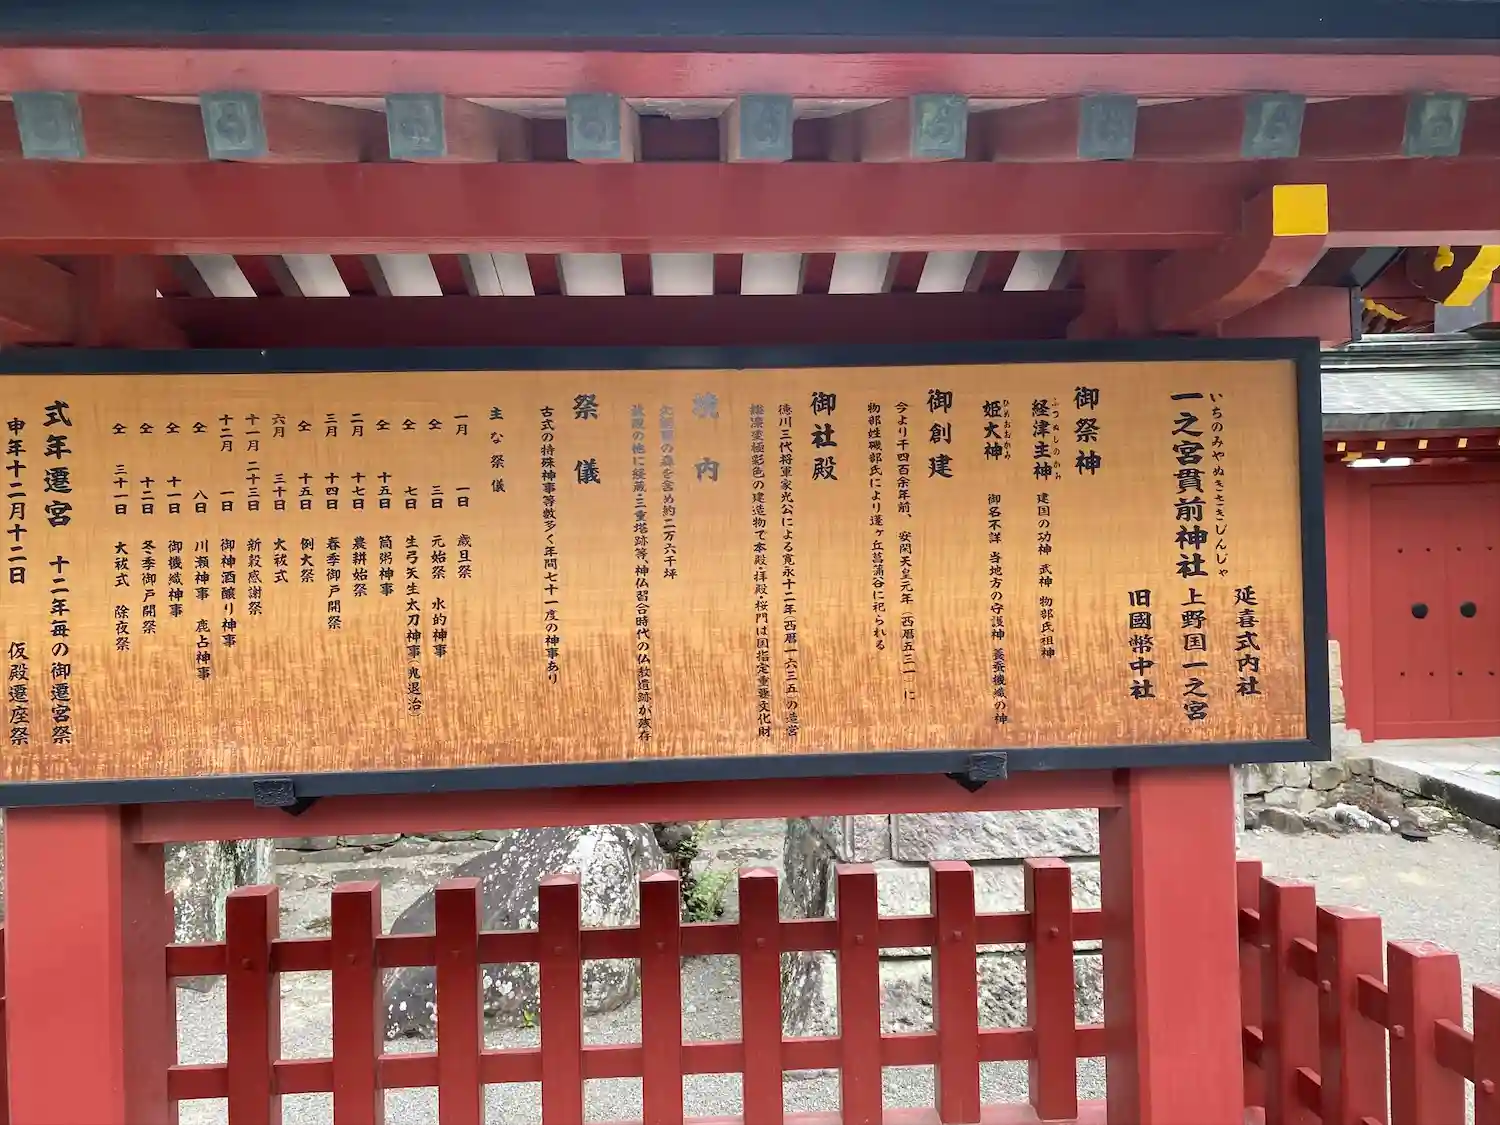 延喜式内社
いちのみやぬきさきじんじゃ
一之宮貫前神社 上野国一之宮
旧國幣中社
御祭神
ふつぬしのかみ
経津主神 建国の功神 武神 物部氏祖神
ひめおおかみ
姫大神 御名不詳 当地方の守護神 養蚕機織の神
御創建
今より千四百余年前、安閑天皇元年(西暦五三一)に
物部姓磯部氏により蓬ヶ丘菖蒲谷に祀られる
御社殿
徳川三代将軍家光公による寛永十二年(西暦一六三五)の造営
総漆塗極彩色の建造物で本殿・拝殿・桜門は国指定重要文化財
境内
の森を含め約二万六千坪
社殿の他に経蔵・三重塔跡等、神仏習合時代の仏教遺跡が残存
祭儀
古式の特殊神事等数多く年間七十一度の神事あり
主な祭儀
一月 一日 歳旦祭
仝 三日 元始祭 水的神事
仝 七日 生弓矢生太刀神事(鬼退治)
仝 十五日 筒粥神事
二月 十七日 農耕始祭
三月 十四日 春季御戸開祭
仝 十五日 例大祭
六月 三十日 大祓式
十一月 二十三日 新穀感謝祭
十二月 一日 御神酒醸り神事
仝 八日 川瀬神事 鹿占神事
仝 十一日 御機織神事
仝 十二日 冬季御戸開祭
仝 三十一日 大祓式 除夜祭
式年遷宮 十二年毎の御遷宮祭
申年十二月十二日 仮殿遷座祭